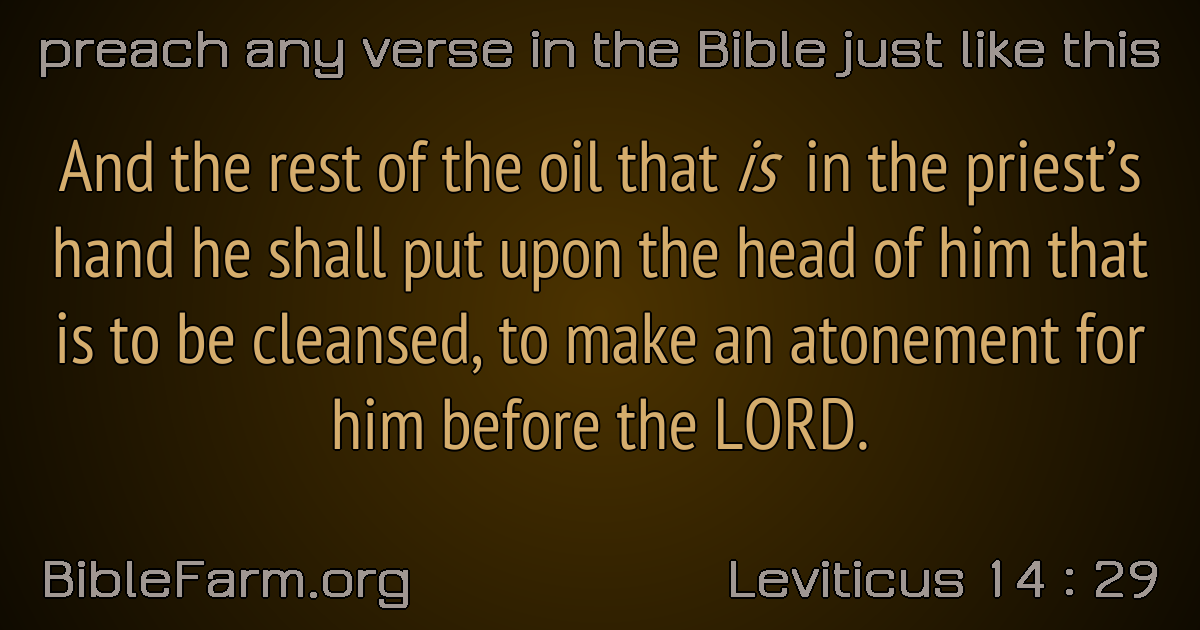 preach any verse in the Bible just like this
And the rest of the oil that is in the priest’s
hand he shall put upon the head of him that
is to be cleansed, to make an atonement for
him before the LORD.
BibleFarm.org
Leviticus 14 : 29